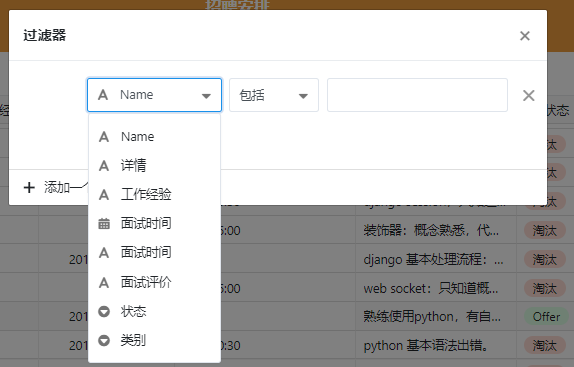 招聘安排
过滤器
Name
包括
经
状态
Name
淘汰
添加一个
详情
淘汰
工作经验
淘汰
面试时间
5:00
装饰器：概念熟悉，代...
淘汰
面试时间
201
django 基本处理流程：...
淘汰
面试评价
5:00
web socket：只知道概...
淘汰
状态
201
熟练使用python，有自...
Offer
类别
201
0:30
python 基本语法出错。
淘汰